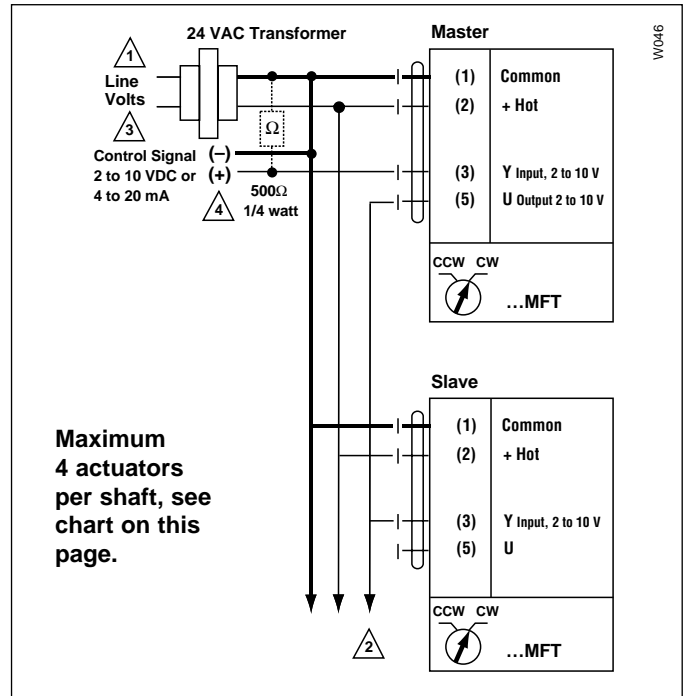 W046
24 VAC Transformer
1
Line
Volts
3
Control Signal
2 to 10 VDC or
4 to 20 mA
(–)
(+)
4
Ω
500Ω
1/4 watt
Master
(1) Common
(2) + Hot
(3) Y Input, 2 to 10 V
(5) U Output 2 to 10 V
CCW CW
...MFT
Maximum
4 actuators
per shaft, see
chart on this
page.
Slave
(1) Common
(2) + Hot
(3) Y Input, 2 to 10 V
(5) U
CCW CW
...MFT
2